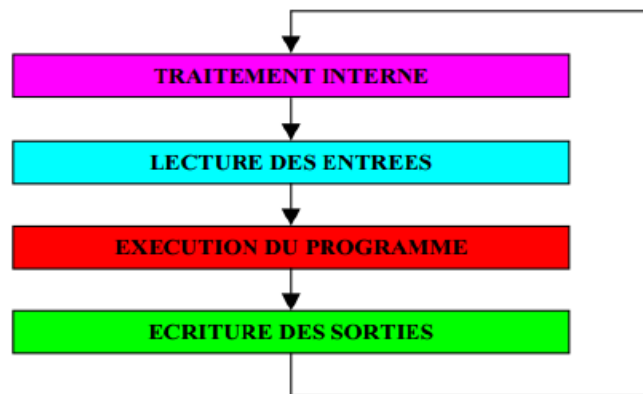 TRAITEMENT INTERNE
LECTURE DES ENTREES
EXECUTION DU PROGRAMME
ECRITURE DES SORTIES